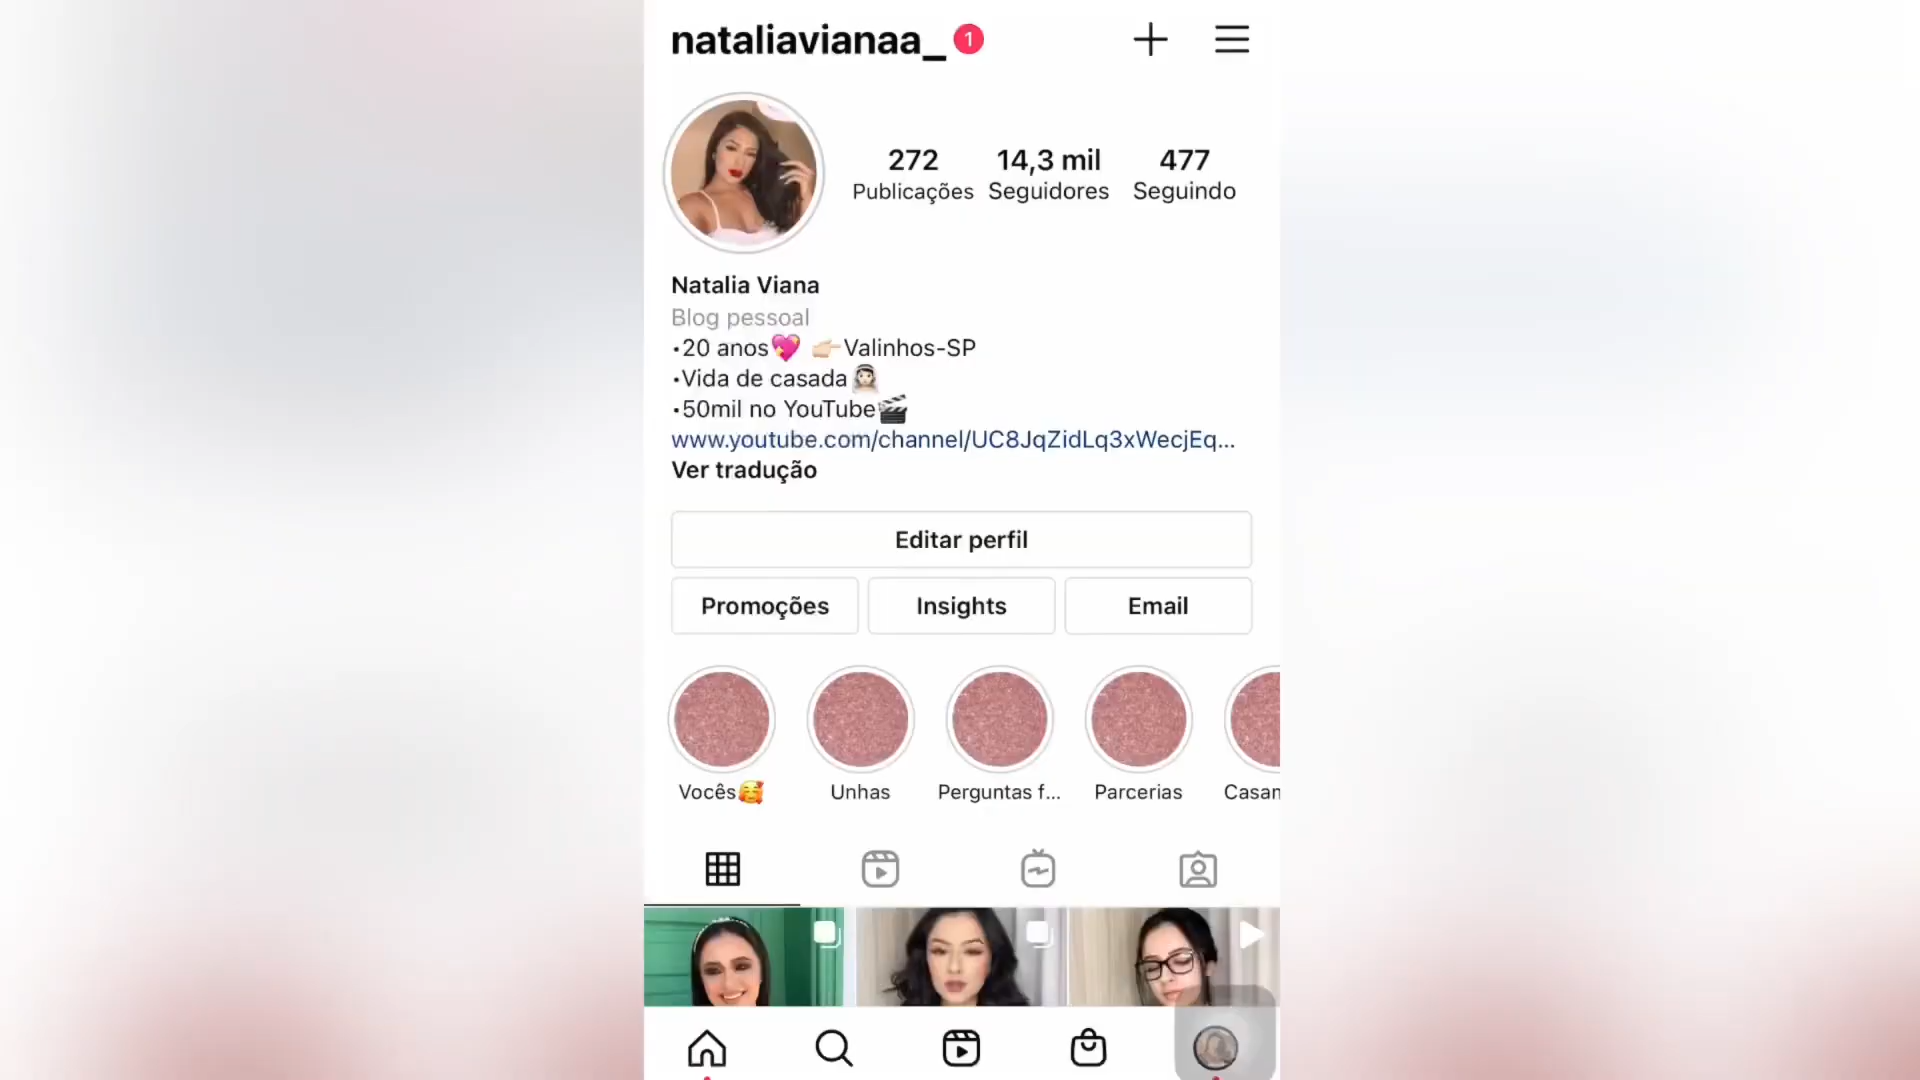 nataliavianaa_ 1
272 14,3 mil 477
Publicações Seguidores Seguindo
Natalia Viana
Blog pessoal
•20 anos💖 👉🏻Valinhos-SP
•Vida de casada👰🏻
•50mil no YouTube🎬
www.youtube.com/channel/UC8JqZidLq3xWecjEq...
Ver tradução
Editar perfil
Promoções Insights Email
Vocês🥰 Unhas Perguntas f... Parcerias Casam